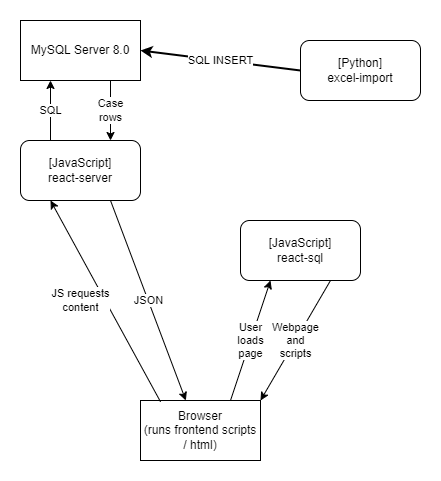 MySQL Server 8.0
SQL INSERT
[Python]
excel-import
SQL
Case
rows
[JavaScript]
react-server
[JavaScript]
react-sql
JS requests
content
JSON
User
loads
page
Webpage
and
scripts
Browser
(runs frontend scripts
/ html)